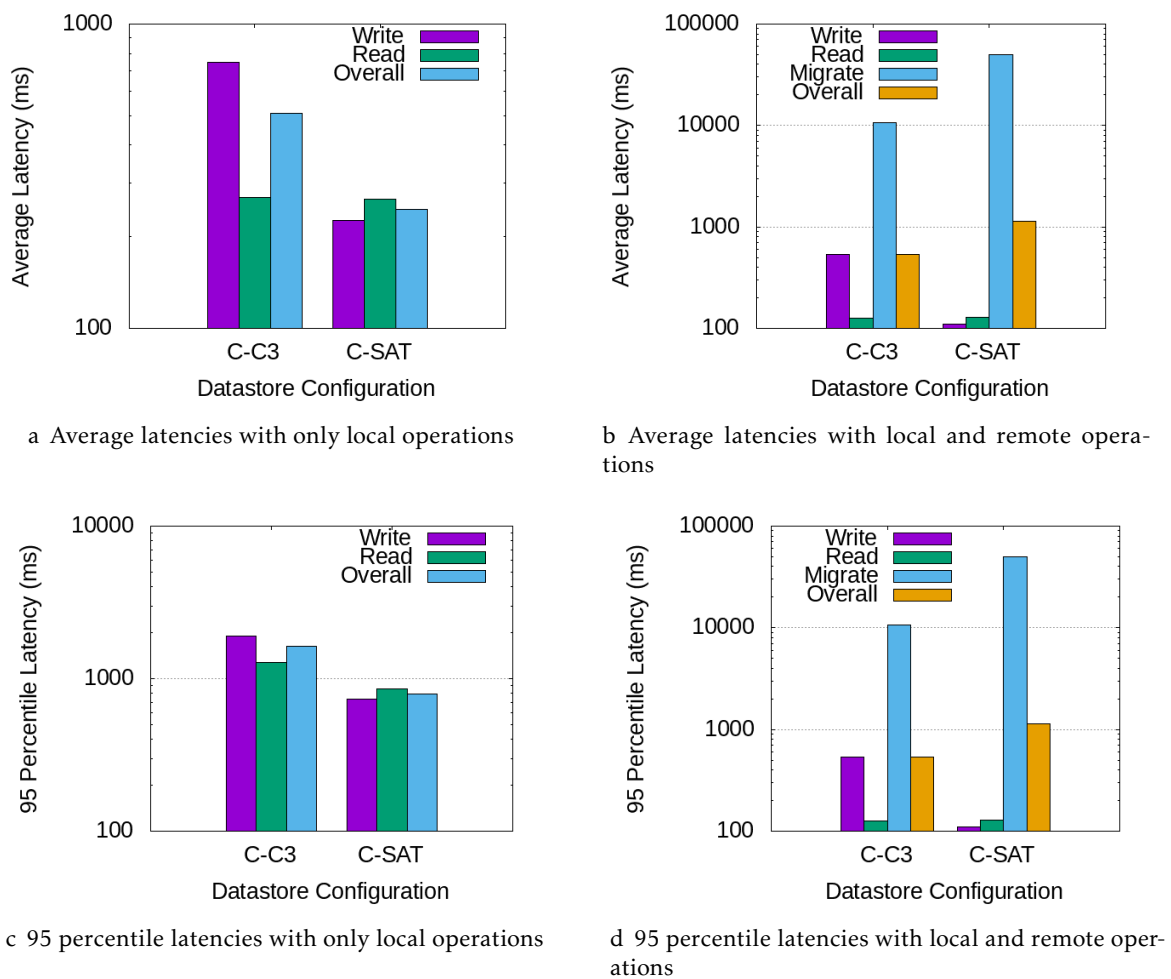 1000
100
Average Latency (ms)
Write
Read
Overall
C-C3
C-SAT
Datastore Configuration
a Average latencies with only local operations
100000
10000
1000
100
Average Latency (ms)
Write
Read
Migrate
Overall
C-C3
C-SAT
Datastore Configuration
b Average latencies with local and remote opera-
tions
10000
1000
100
95 Percentile Latency (ms)
Write
Read
Overall
C-C3
C-SAT
Datastore Configuration
c 95 percentile latencies with only local operations
100000
10000
1000
100
95 Percentile Latency (ms)
Write
Read
Migrate
Overall
C-C3
C-SAT
Datastore Configuration
d 95 percentile latencies with local and remote oper-
ations